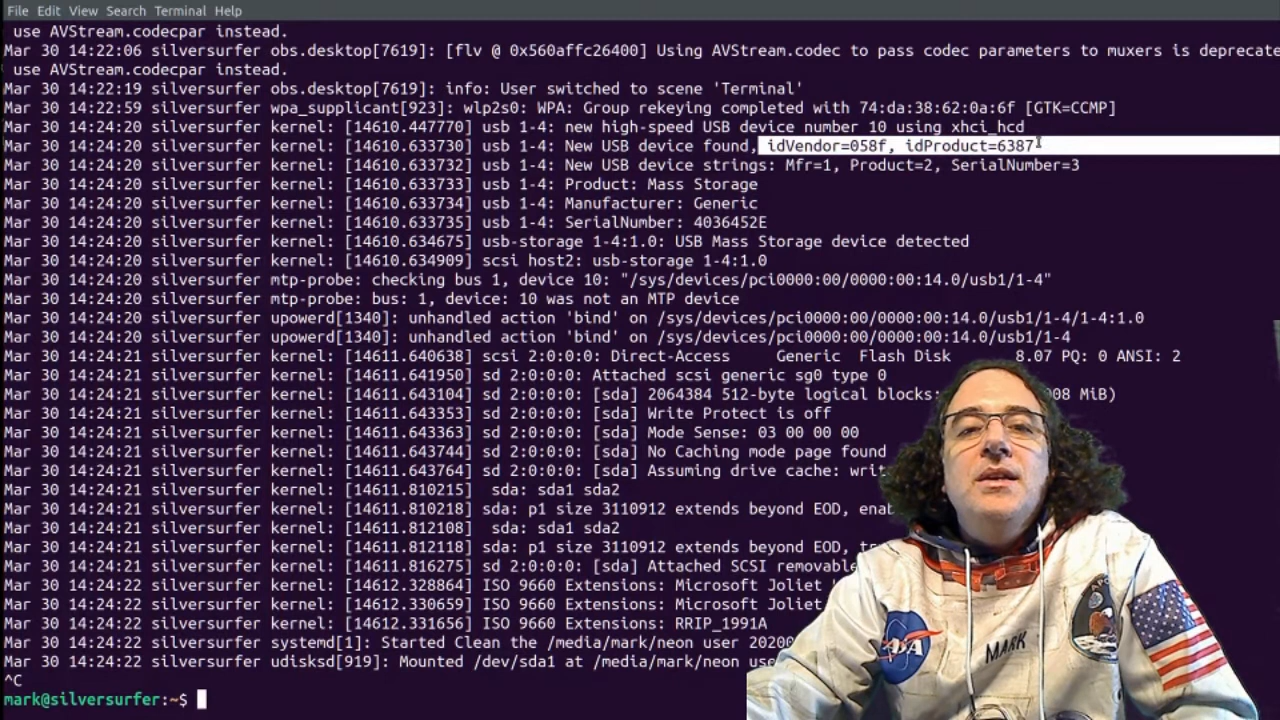 File Edit View Search Terminal Help
use AVStream.codecpar instead.
Mar 30 14:22:06 silversurfer obs.desktop[7619]: [flv @ 0x560affc26400] Using AVStream.codec to pass codec parameters to muxers is deprecate
use AVStream.codecpar instead.
Mar 30 14:22:19 silversurfer obs.desktop[7619]: info: User switched to scene 'Terminal'
Mar 30 14:22:59 silversurfer wpa_supplicant[923]: wlp2s0: WPA: Group rekeying completed with 74:da:38:62:0a:6f [GTK=CCMP]
Mar 30 14:24:20 silversurfer kernel: [14610.447770] usb 1-4: new high-speed USB device number 10 using xhci_hcd
Mar 30 14:24:20 silversurfer kernel: [14610.633730] usb 1-4: New USB device found, idVendor=058f, idProduct=6387
Mar 30 14:24:20 silversurfer kernel: [14610.633732] usb 1-4: New USB device strings: Mfr=1, Product=2, SerialNumber=3
Mar 30 14:24:20 silversurfer kernel: [14610.633733] usb 1-4: Product: Mass Storage
Mar 30 14:24:20 silversurfer kernel: [14610.633734] usb 1-4: Manufacturer: Generic
Mar 30 14:24:20 silversurfer kernel: [14610.633735] usb 1-4: SerialNumber: 4036452E
Mar 30 14:24:20 silversurfer kernel: [14610.634675] usb-storage 1-4:1.0: USB Mass Storage device detected
Mar 30 14:24:20 silversurfer kernel: [14610.634909] scsi host2: usb-storage 1-4:1.0
Mar 30 14:24:20 silversurfer mtp-probe: checking bus 1, device 10: "/sys/devices/pci0000:00/0000:00:14.0/usb1/1-4"
Mar 30 14:24:20 silversurfer mtp-probe: bus: 1, device: 10 was not an MTP device
Mar 30 14:24:20 silversurfer upowerd[1340]: unhandled action 'bind' on /sys/devices/pci0000:00/0000:00:14.0/usb1/1-4/1-4:1.0
Mar 30 14:24:20 silversurfer upowerd[1340]: unhandled action 'bind' on /sys/devices/pci0000:00/0000:00:14.0/usb1/1-4
Mar 30 14:24:21 silversurfer kernel: [14611.640638] scsi 2:0:0:0: Direct-Access Generic Flash Disk 8.07 PQ: 0 ANSI: 2
Mar 30 14:24:21 silversurfer kernel: [14611.641950] sd 2:0:0:0: Attached scsi generic sg0 type 0
Mar 30 14:24:21 silversurfer kernel: [14611.643104] sd 2:0:0:0: [sda] 2064384 512-byte logical blocks: 08 MiB)
Mar 30 14:24:21 silversurfer kernel: [14611.643353] sd 2:0:0:0: [sda] Write Protect is off
Mar 30 14:24:21 silversurfer kernel: [14611.643363] sd 2:0:0:0: [sda] Mode Sense: 03 00 00 00
Mar 30 14:24:21 silversurfer kernel: [14611.643744] sd 2:0:0:0: [sda] No Caching mode page found
Mar 30 14:24:21 silversurfer kernel: [14611.643764] sd 2:0:0:0: [sda] Assuming drive cache: writ
Mar 30 14:24:21 silversurfer kernel: [14611.810215] sda: sda1 sda2
Mar 30 14:24:21 silversurfer kernel: [14611.810218] sda: p1 size 3110912 extends beyond EOD, enab
Mar 30 14:24:21 silversurfer kernel: [14611.812108] sda: sda1 sda2
Mar 30 14:24:21 silversurfer kernel: [14611.812118] sda: p1 size 3110912 extends beyond EOD, tr
Mar 30 14:24:21 silversurfer kernel: [14611.816275] sd 2:0:0:0: [sda] Attached SCSI removable
Mar 30 14:24:22 silversurfer kernel: [14612.328864] ISO 9660 Extensions: Microsoft Joliet
Mar 30 14:24:22 silversurfer kernel: [14612.330659] ISO 9660 Extensions: Microsoft Joliet
Mar 30 14:24:22 silversurfer kernel: [14612.331656] ISO 9660 Extensions: RRIP_1991A
Mar 30 14:24:22 silversurfer systemd[1]: Started Clean the /media/mark/neon user 20200
Mar 30 14:24:22 silversurfer udisksd[919]: Mounted /dev/sda1 at /media/mark/neon use
^C
mark@silversurfer:~$
NASA
MARK